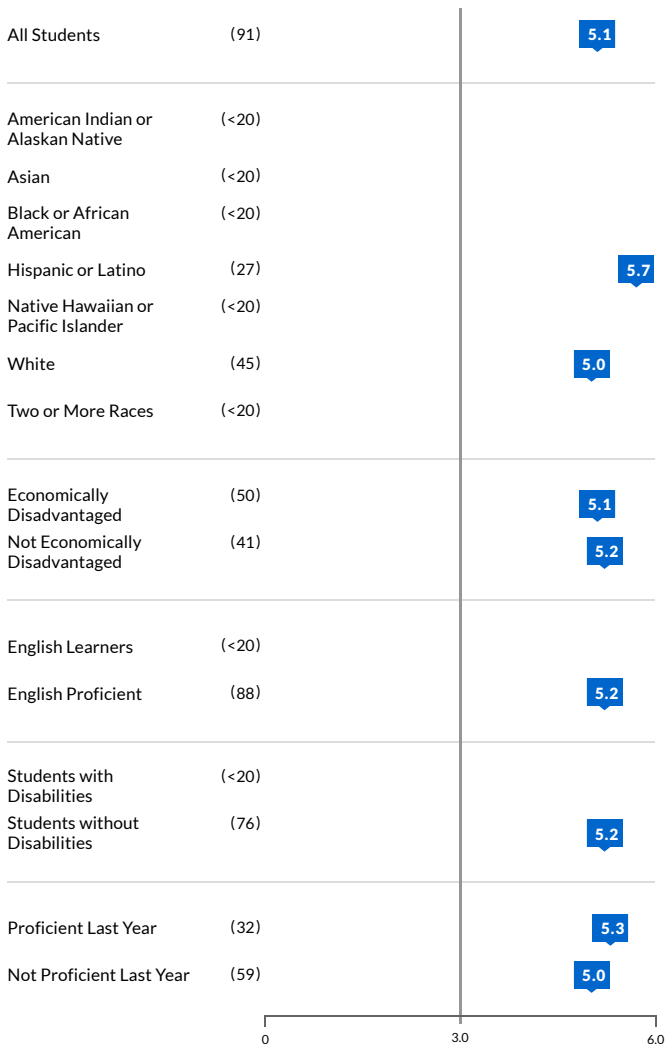 All Students (91) 5.1
American Indian or (<20)
Alaskan Native
Asian (<20)
Black or African (<20)
American
Hispanic or Latino (27) 5.7
Native Hawaiian or (<20)
Pacific Islander
White (45) 5.0
Two or More Races (<20)
Economically (50) 5.1
Disadvantaged
Not Economically (41) 5.2
Disadvantaged
English Learners (<20)
English Proficient (88) 5.2
Students with (<20)
Disabilities
Students without (76) 5.2
Disabilities
Proficient Last Year (32) 5.3
Not Proficient Last Year (59) 5.0
0 3.0 6.0